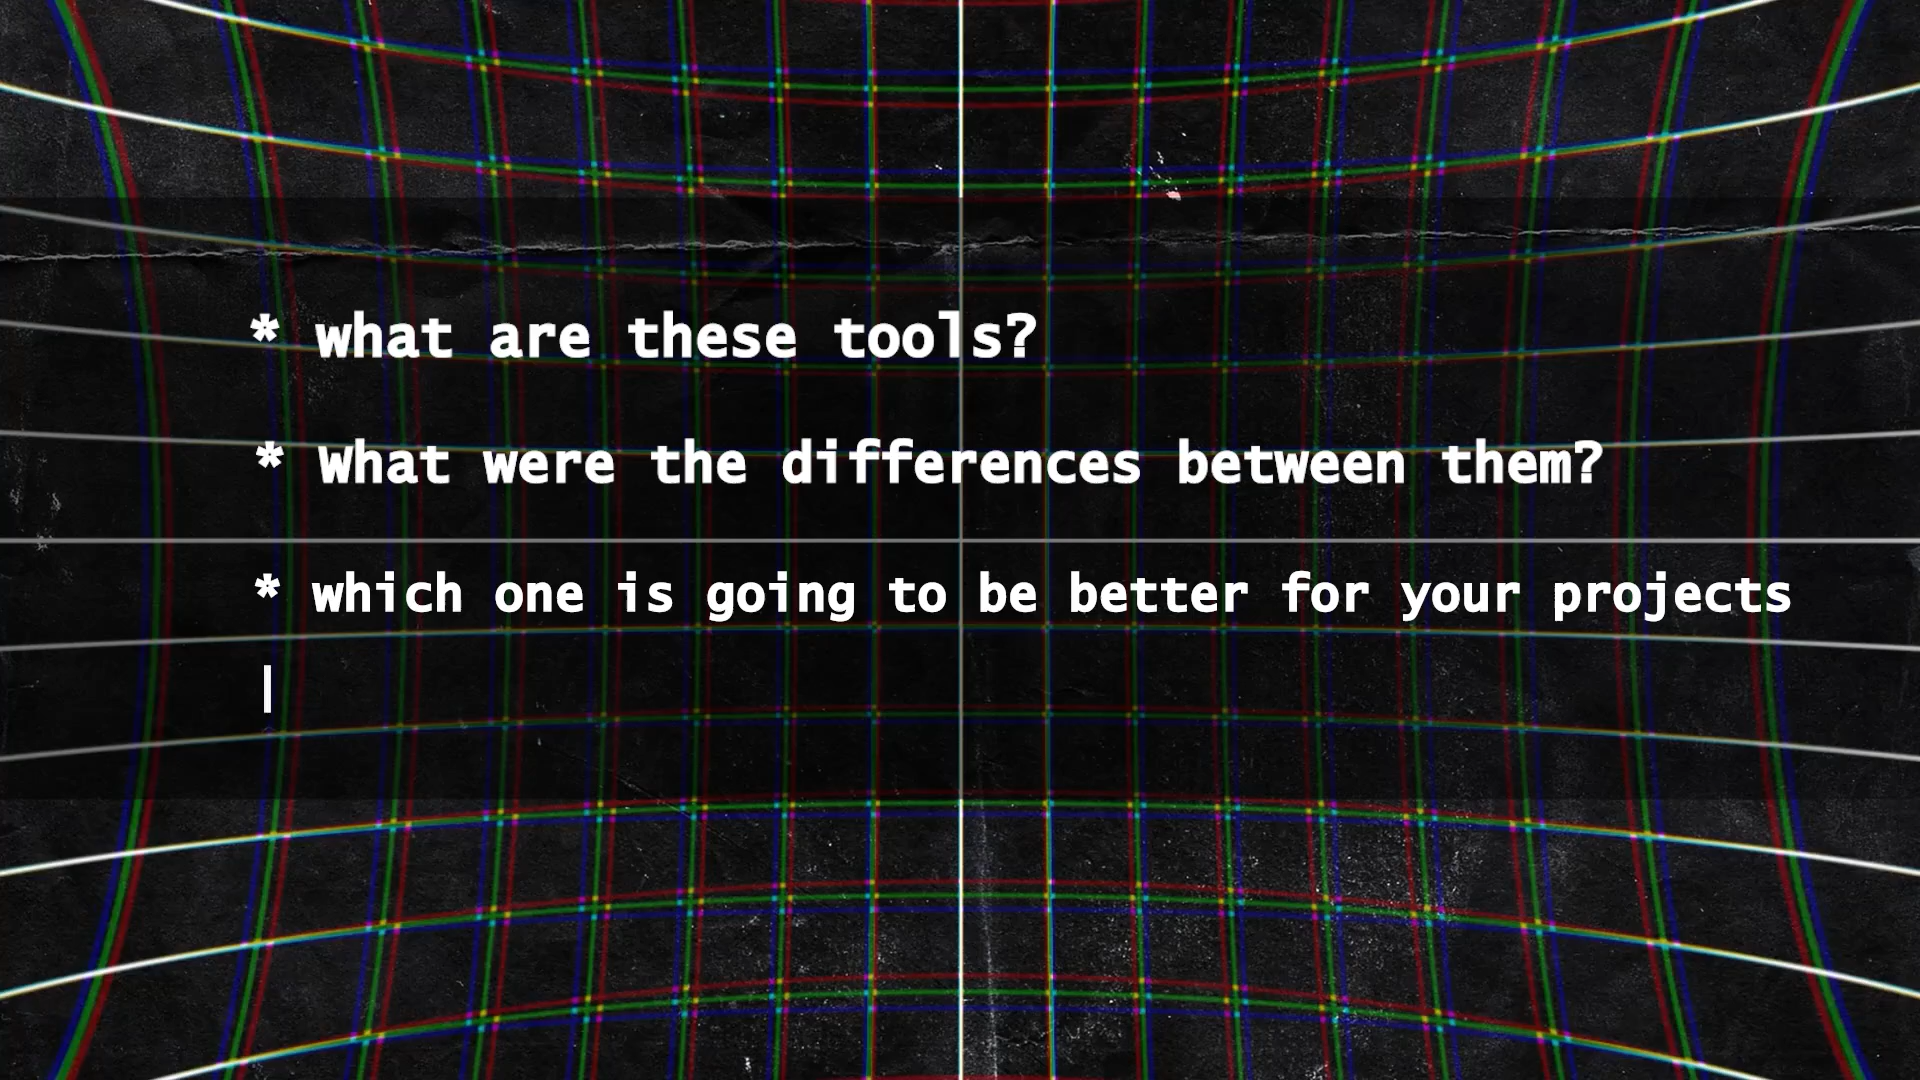 * what are these tools?
* What were the differences between them?
* which one is going to be better for your projects
|